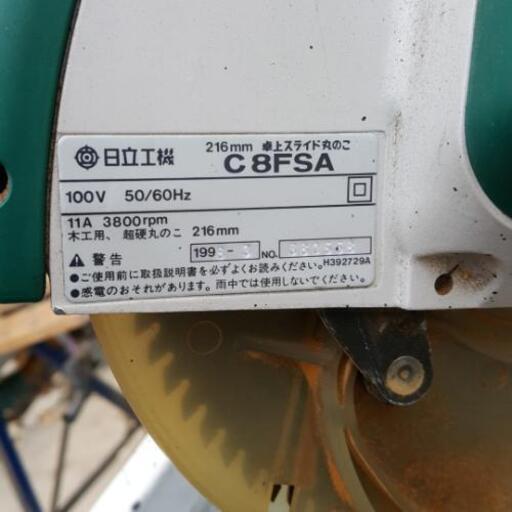 日立工機
216mm 卓上スライド丸のこ
C8FSA
100V 50/60Hz
11A 3800rpm
木工用、超硬丸のこ 216mm
⚠ 警告 199 NO.
●ご使用前に取扱説明書を必ずよくお読みください。H392729A
●感電のおそれがあります。雨中では使用しないでください。